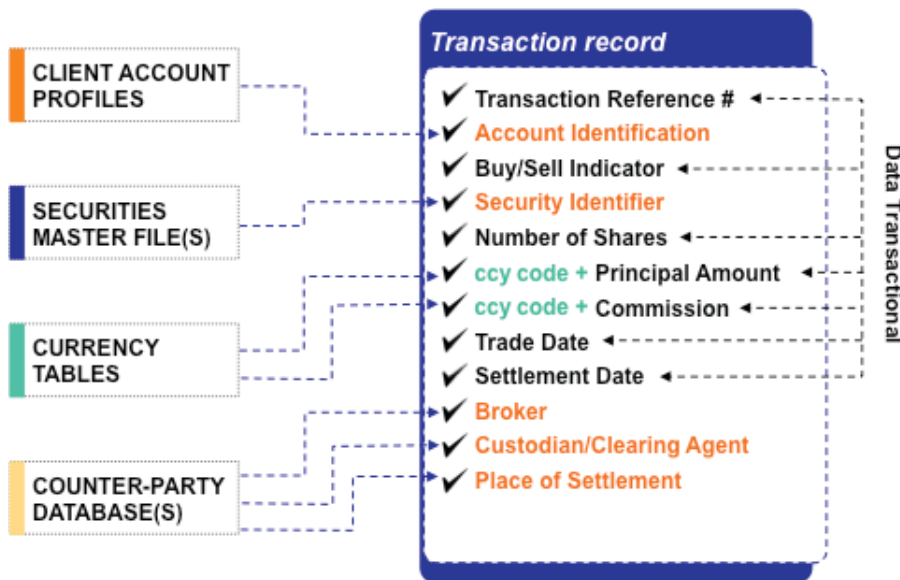 CLIENT ACCOUNT
PROFILES
SECURITIES
MASTER FILE(S)
CURRENCY
TABLES
COUNTER-PARTY
DATABASE(S)
Transaction record
Transaction Reference #
Account Identification
Buy/Sell Indicator
Security Identifier
Number of Shares
ccy code + Principal Amount
ccy code + Commission
Trade Date
Settlement Date
Broker
Custodian/Clearing Agent
Place of Settlement
Data Transactional